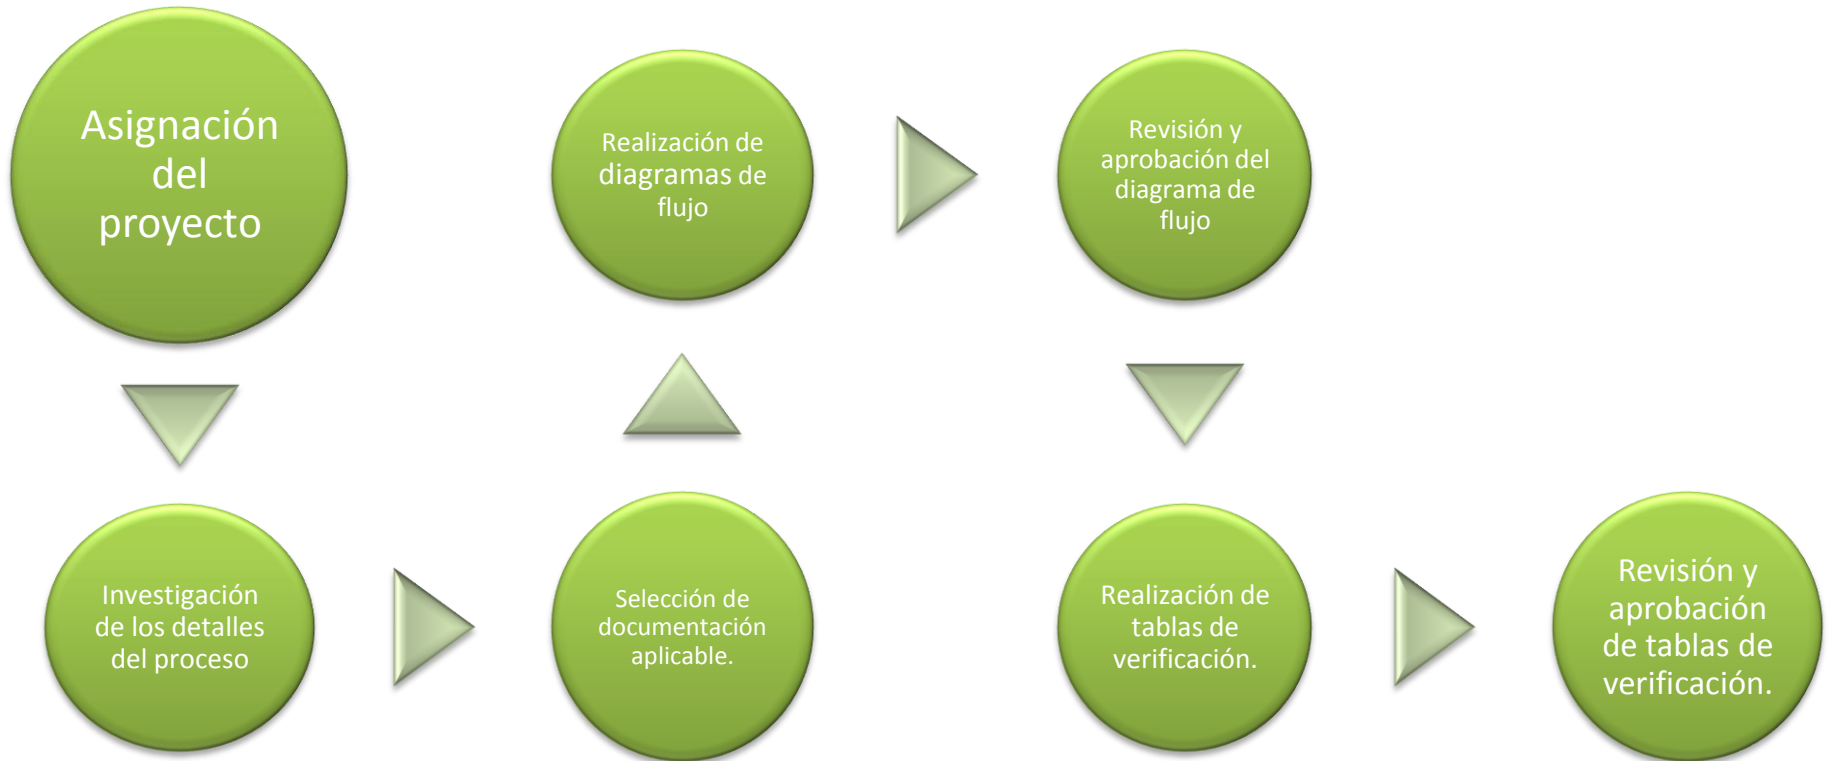 Asignación
del
proyecto
Investigación
de los detalles
del proceso
Selección de
documentación
aplicable.
Realización de
diagramas de
flujo
Revisión y
aprobación del
diagrama de
flujo
Realización de
tablas de
verificación.
Revisión y
aprobación
de tablas de
verificación.